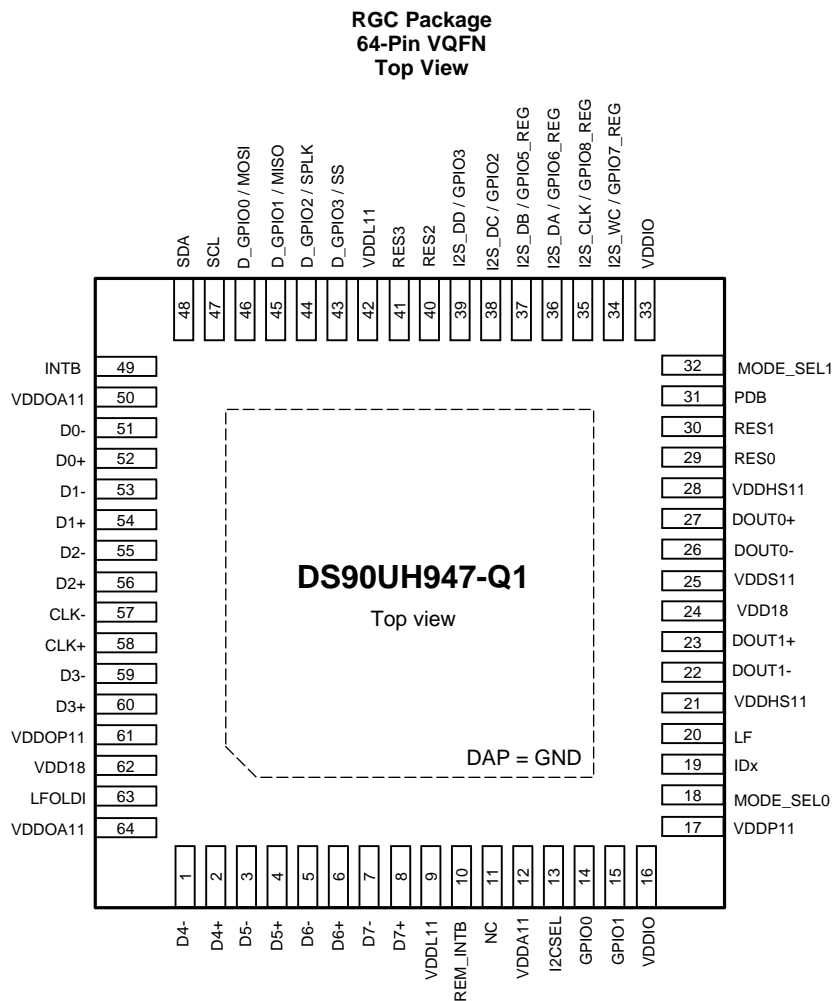 RGC Package
64-Pin VQFN
Top View
SDA
SCL
D_GPIO0 / MOSI
D_GPIO1 / MISO
D_GPIO2 / SPLK
D_GPIO3 / SS
VDDL11
RES3
RES2
I2S_DD / GPIO3
I2S_DC / GPIO2
I2S_DB / GPIO5_REG
I2S_DA / GPIO6_REG
I2S_CLK / GPIO8_REG
I2S_WC / GPIO7_REG
VDDIO
48
47
46
45
44
43
42
41
40
39
38
37
36
35
34
33
INTB 49
VDDOA11 50
D0- 51
D0+ 52
D1- 53
D1+ 54
D2- 55
D2+ 56
CLK- 57
CLK+ 58
D3- 59
D3+ 60
VDDOP11 61
VDD18 62
LFOLDI 63
VDDOA11 64
DS90UH947-Q1
Top view
DAP = GND
32 MODE_SEL1
31 PDB
30 RES1
29 RES0
28 VDDHS11
27 DOUT0+
26 DOUT0-
25 VDDS11
24 VDD18
23 DOUT1+
22 DOUT1-
21 VDDHS11
20 LF
19 IDx
18 MODE_SEL0
17 VDDP11
1
2
3
4
5
6
7
8
9
10
11
12
13
14
15
16
D4-
D4+
D5-
D5+
D6-
D6+
D7-
D7+
VDDL11
REM_INTB
NC
VDDA11
I2CSEL
GPIO0
GPIO1
VDDIO